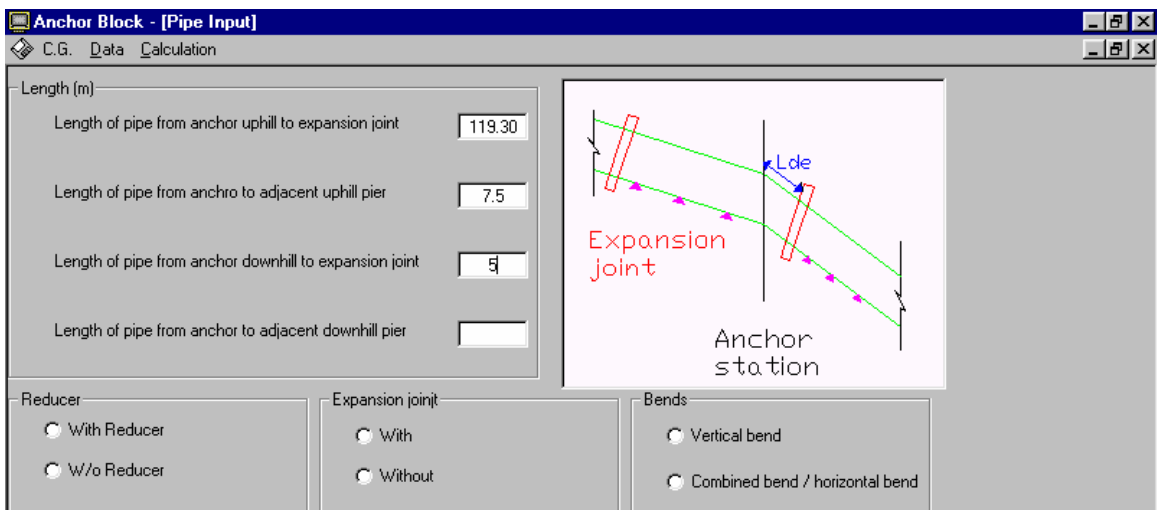 Anchor Block - [Pipe Input]
C.G. Data Calculation
Length (m)
Length of pipe from anchor uphill to expansion joint 119.30
Length of pipe from anchro to adjacent uphill pier 7.5
Length of pipe from anchor downhill to expansion joint 5
Length of pipe from anchor to adjacent downhill pier
Lde
Expansion
joint
Anchor
station
Reducer
With Reducer
W/o Reducer
Expansion joinjt
With
Without
Bends
Vertical bend
Combined bend / horizontal bend